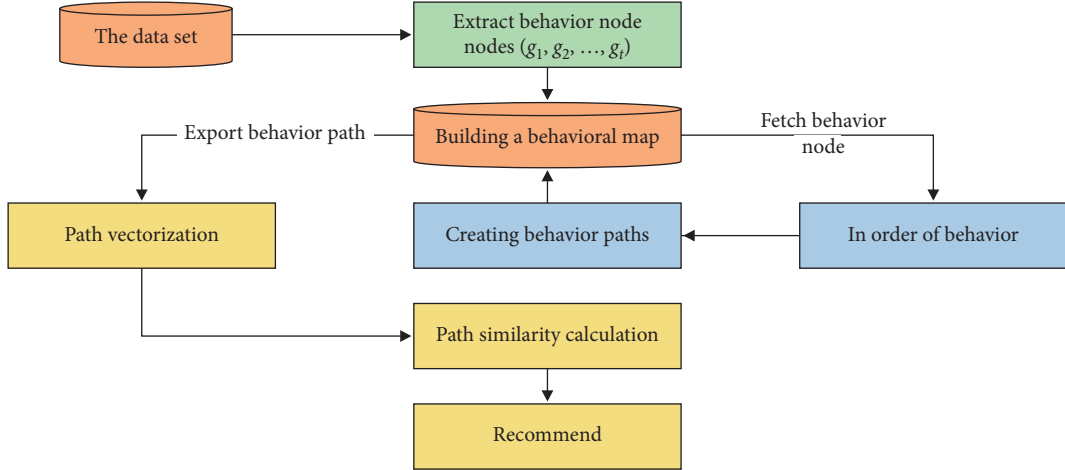 The data set
Extract behavior node
nodes (g1, g2, …, gt)
Export behavior path
Building a behavioral map
Fetch behavior
node
Path vectorization
Creating behavior paths
In order of behavior
Path similarity calculation
Recommend